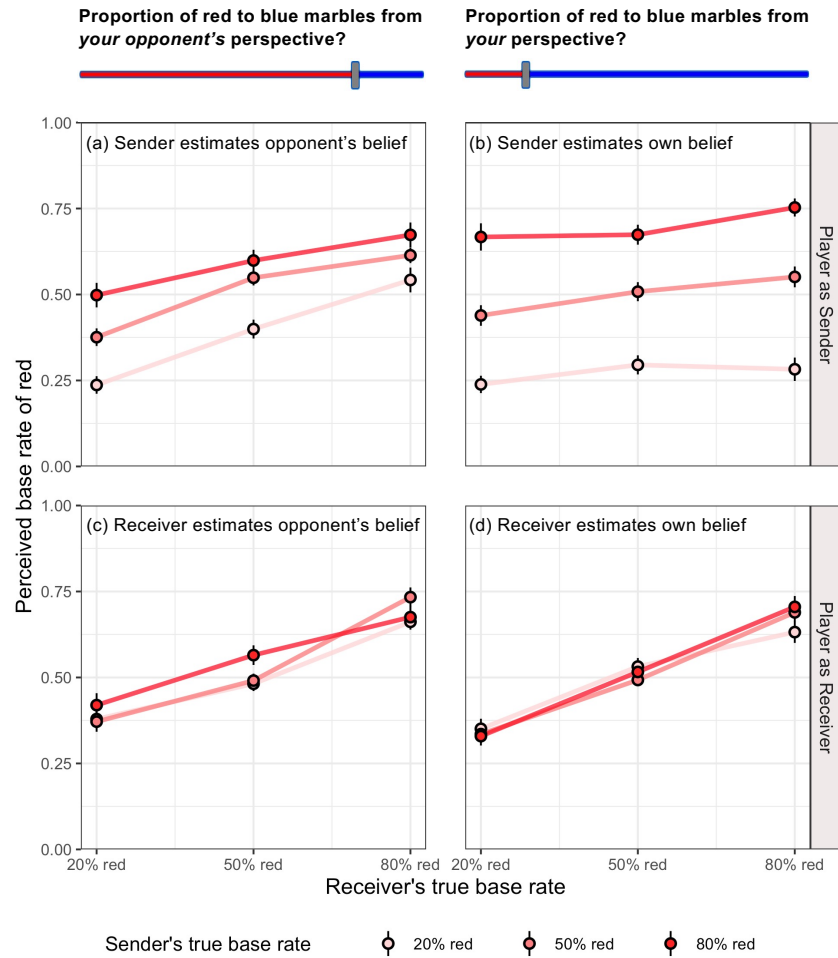 Proportion of red to blue marbles from
your opponent's perspective?
Proportion of red to blue marbles from
your perspective?
Perceived base rate of red
1.00
0.75
0.50
0.25
0.00
(a) Sender estimates opponent's belief
(b) Sender estimates own belief
Player as Sender
1.00
0.75
0.50
0.25
0.00
(c) Receiver estimates opponent's belief
(d) Receiver estimates own belief
Player as Receiver
20% red
50% red
80% red
20% red
50% red
80% red
Receiver's true base rate
Sender's true base rate
20% red
50% red
80% red